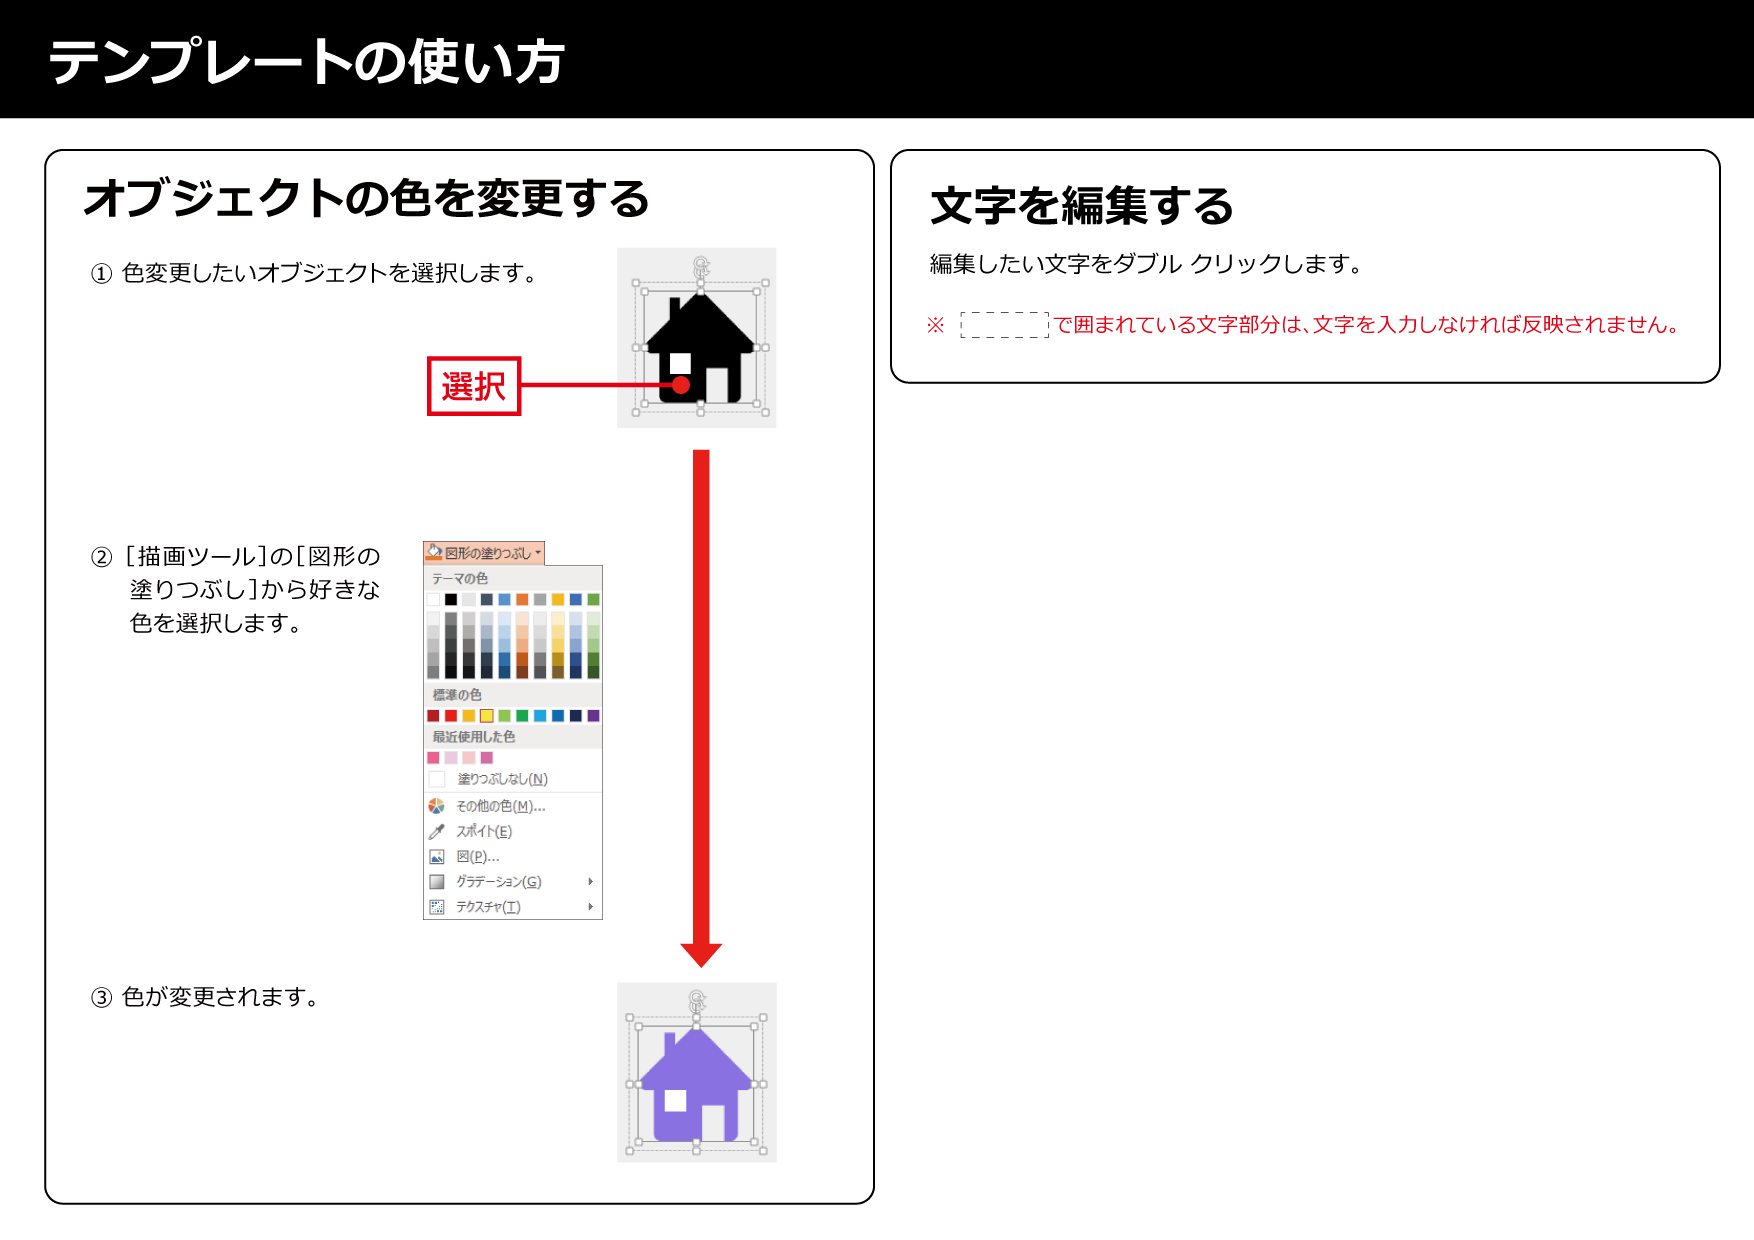 テンプレートの使い方
オブジェクトの色を変更する
① 色変更したいオブジェクトを選択します。
選択
② [描画ツール]の[図形の
塗りつぶし]から好きな
色を選択します。
図形の塗りつぶし
テーマの色
標準の色
最近使用した色
塗りつぶしなし(N)
その他の色(M)...
スポイト(E)
図(P)...
グラデーション(G)
テクスチャ(T)
③ 色が変更されます。
文字を編集する
編集したい文字をダブル クリックします。
※ で囲まれている文字部分は、文字を入力しなければ反映されません。